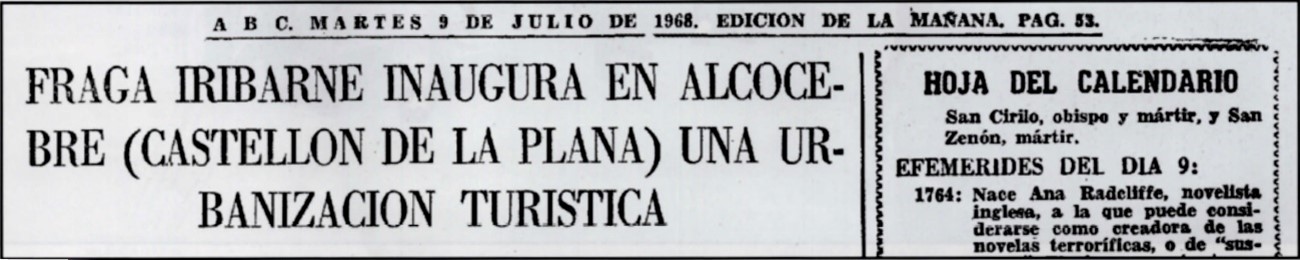 A B C. MARTES 9 DE JULIO DE 1968. EDICION DE LA MAÑANA. PAG. 53.
FRAGA IRIBARNE INAUGURA EN ALCOCE-
BRE (CASTELLON DE LA PLANA) UNA UR-
BANIZACION TURISTICA
HOJA DEL CALENDARIO
San Cirilo, obispo y mártir, y San
Zenón, mártir.
EFEMERIDES DEL DIA 9:
1764: Nace Ana Radcliffe, novelista
inglesa, a la que puede consi-
derarse como creadora de las
novelas terroríficas, o de "sus-